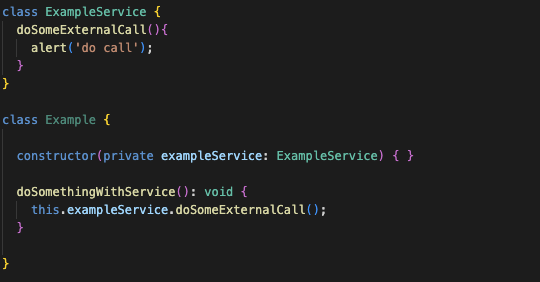 class ExampleService {
doSomeExternalCall(){
alert('do call');
}
}
class Example {
constructor(private exampleService: ExampleService) { }
doSomethingWithService(): void {
this.exampleService.doSomeExternalCall();
}
}